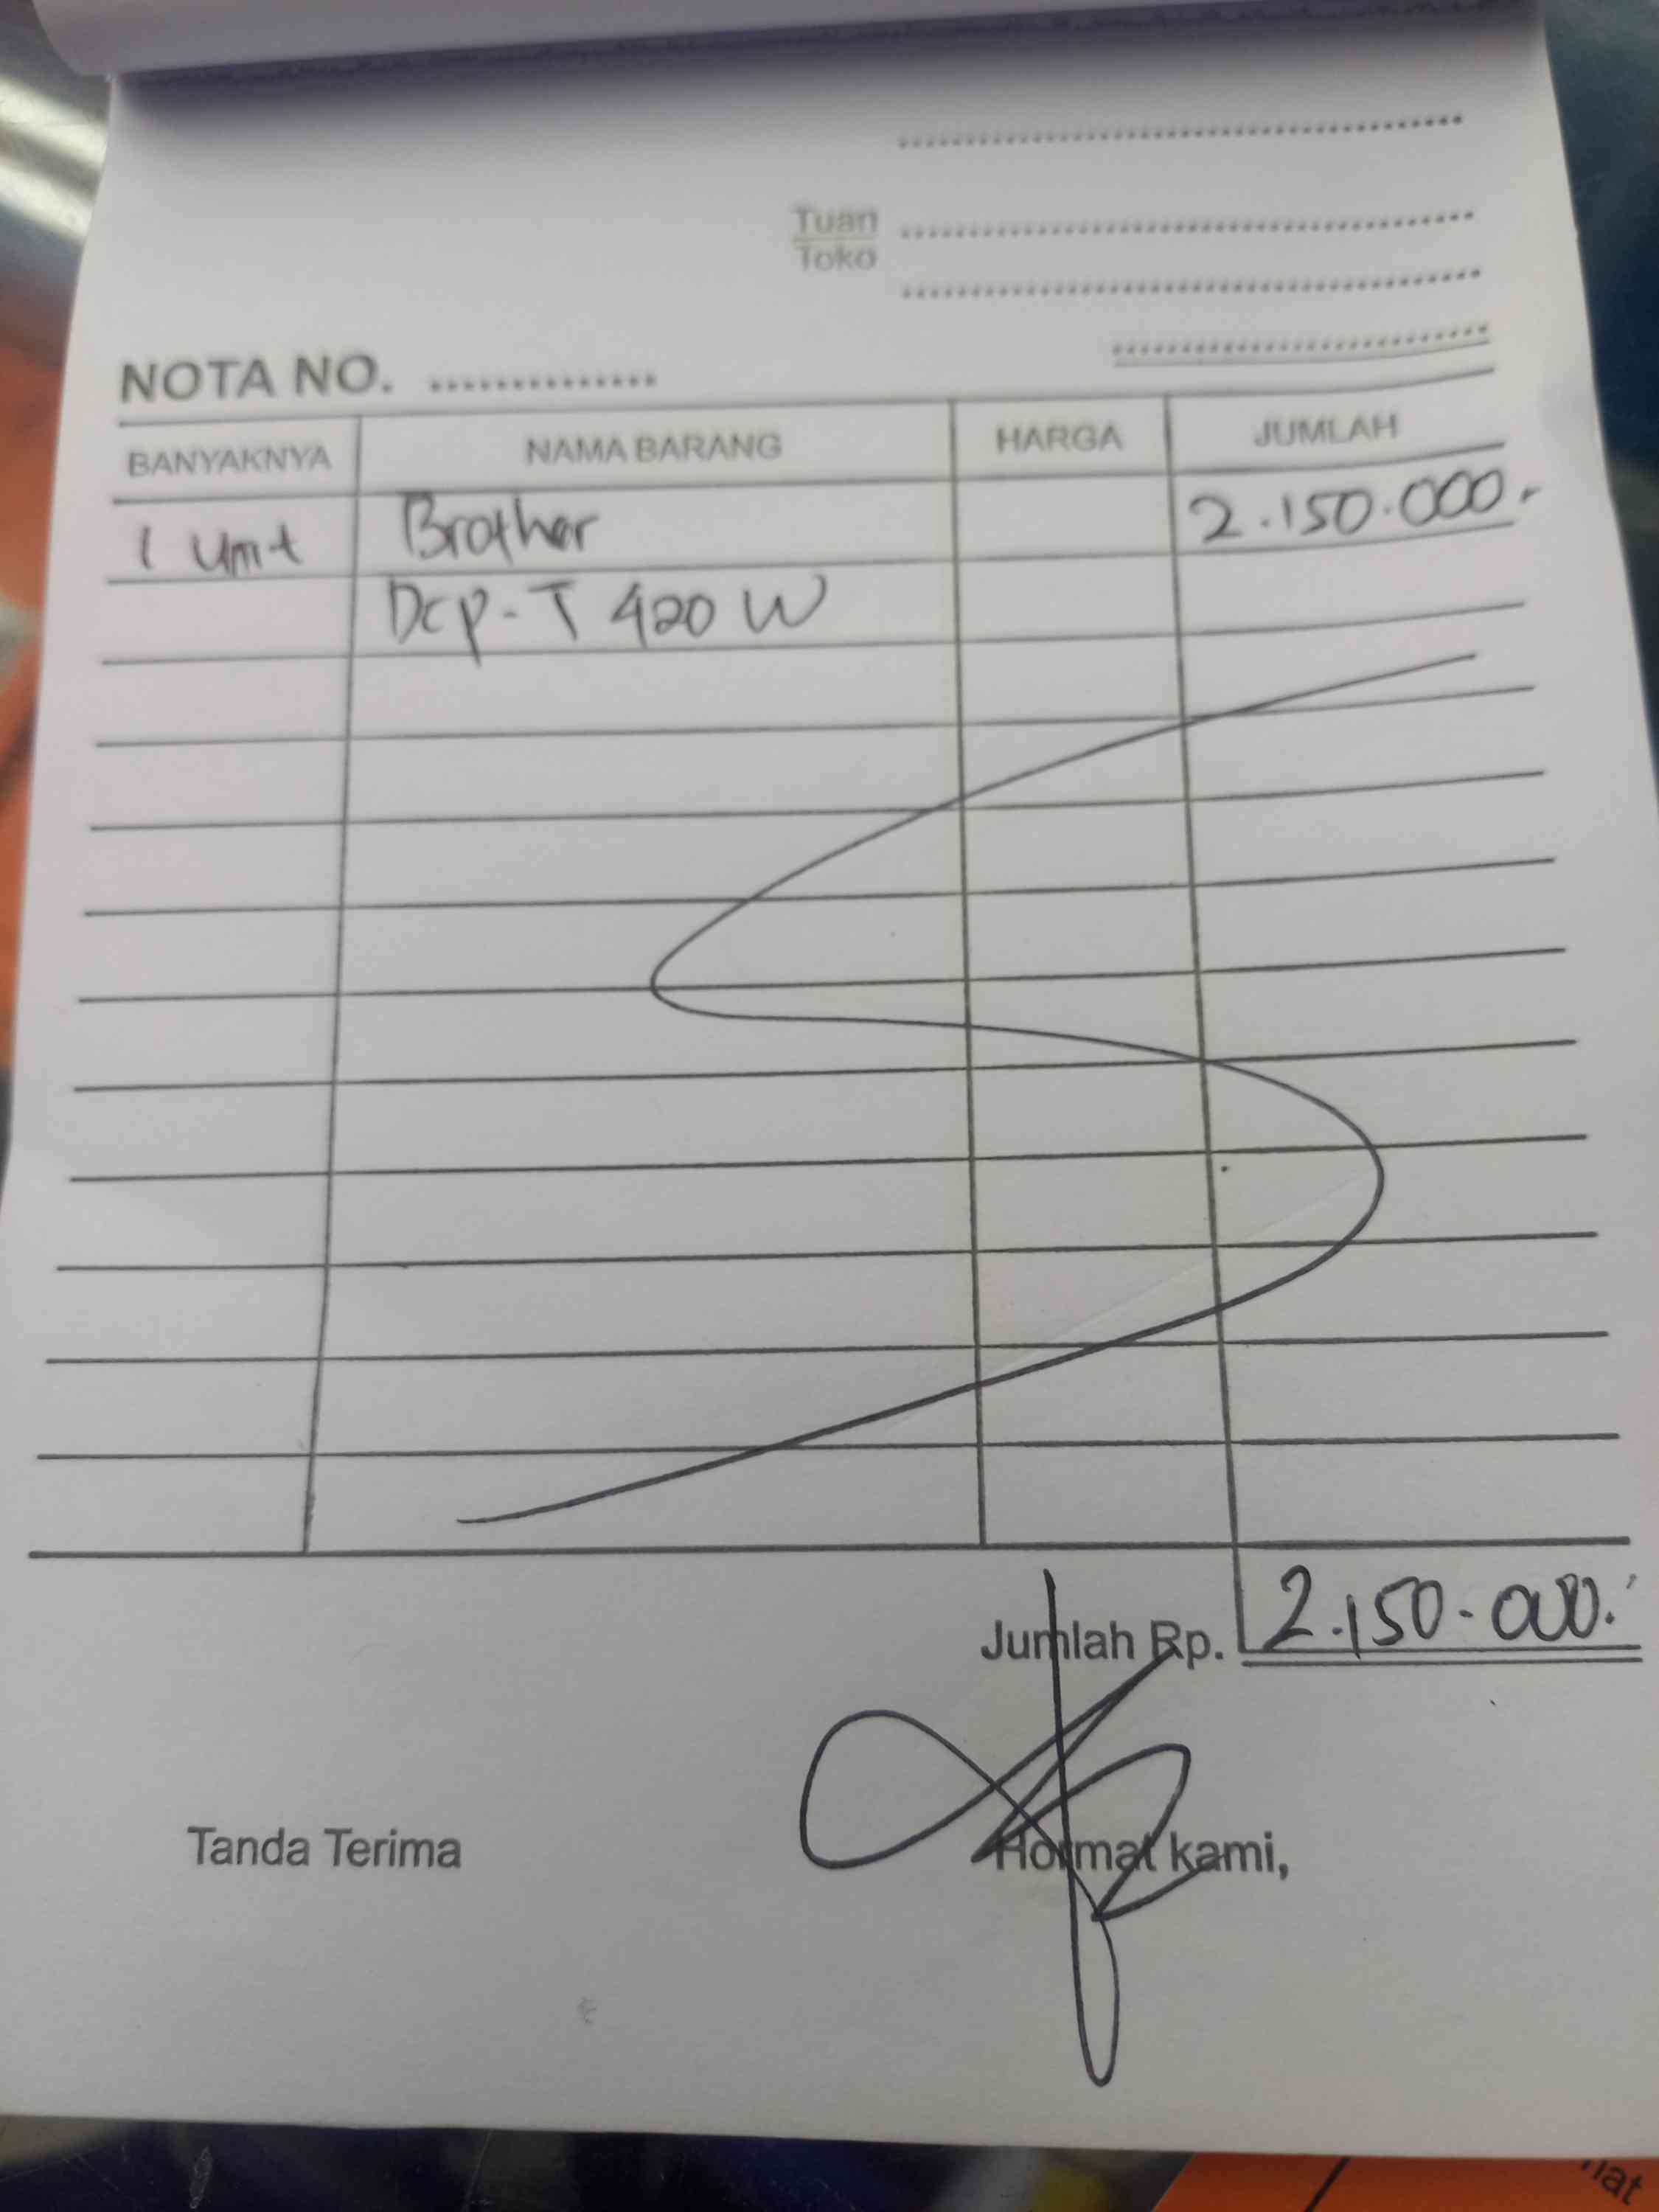 Tuan
Toko
NOTA NO.
BANYAKNYA NAMA BARANG HARGA JUMLAH
1 Unit Brother 2.150.000.-
Dcp-T 420 W
Jumlah Rp. 2.150.000.-
Tanda Terima Hormat kami,